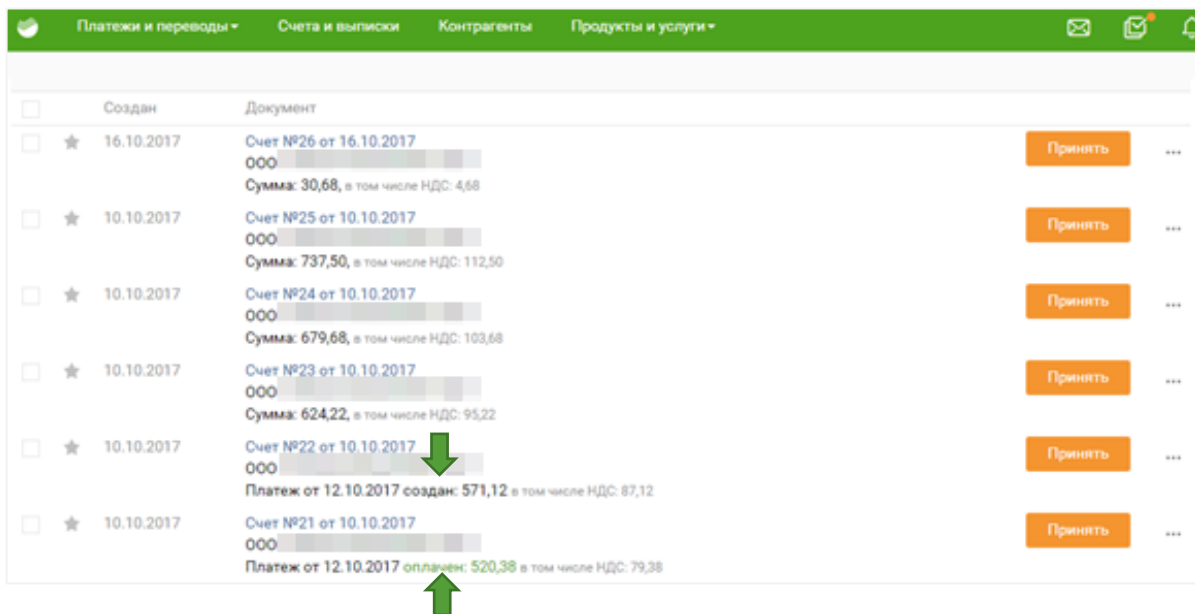 Платежи и переводы Счета и выписки Контрагенты Продукты и услуги
Создан Документ
16.10.2017 Счет №26 от 16.10.2017 Принять ...
ООО
Сумма: 30,68, в том числе НДС: 4,68
10.10.2017 Счет №25 от 10.10.2017 Принять ...
ООО
Сумма: 737,50, в том числе НДС: 112,50
10.10.2017 Счет №24 от 10.10.2017 Принять ...
ООО
Сумма: 679,68, в том числе НДС: 103,68
10.10.2017 Счет №23 от 10.10.2017 Принять ...
ООО
Сумма: 624,22, в том числе НДС: 95,22
10.10.2017 Счет №22 от 10.10.2017 Принять ...
ООО
Платеж от 12.10.2017 создан: 571,12 в том числе НДС: 87,12
10.10.2017 Счет №21 от 10.10.2017 Принять ...
ООО
Платеж от 12.10.2017 оплачен: 520,38 в том числе НДС: 79,38